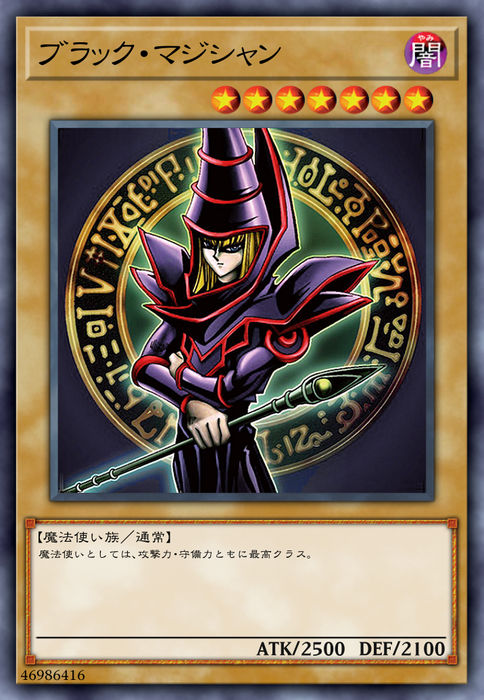 ブラック・マジシャン
やみ
闇
【魔法使い族／通常】
魔法使いとしては、攻撃力・守備力ともに最高クラス。
ATK/2500 DEF/2100
46986416